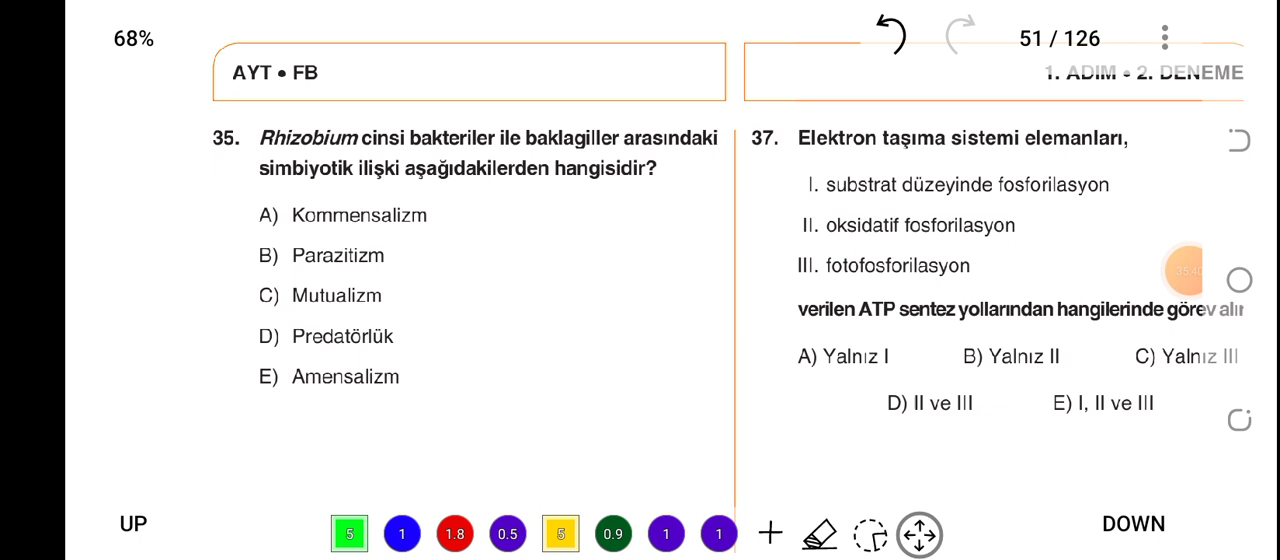 68%
51 / 126
AYT • FB
1. ADIM • 2. DENEME
35. Rhizobium cinsi bakteriler ile baklagiller arasındaki
simbiyotik ilişki aşağıdakilerden hangisidir?
A) Kommensalizm
B) Parazitizm
C) Mutualizm
D) Predatörlük
E) Amensalizm
37. Elektron taşıma sistemi elemanları,
I. substrat düzeyinde fosforilasyon
II. oksidatif fosforilasyon
III. fotofosforilasyon
35:40
verilen ATP sentez yollarından hangilerinde görev alır
A) Yalnız I B) Yalnız II C) Yalnız III
D) II ve III E) I, II ve III
UP
5 1 1.8 0.5 5 0.9 1 1
DOWN